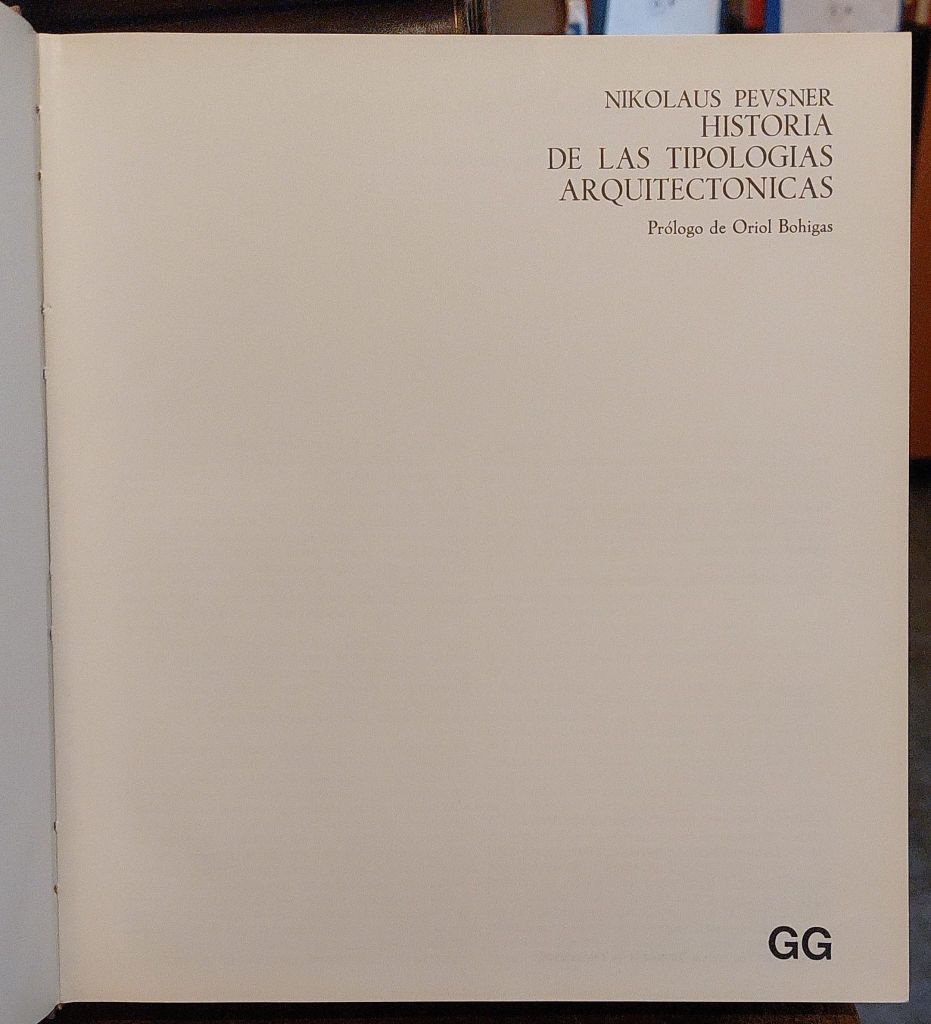 NIKOLAUS PEVSNER
HISTORIA
DE LAS TIPOLOGIAS
ARQUITECTONICAS
Prólogo de Oriol Bohigas
GG